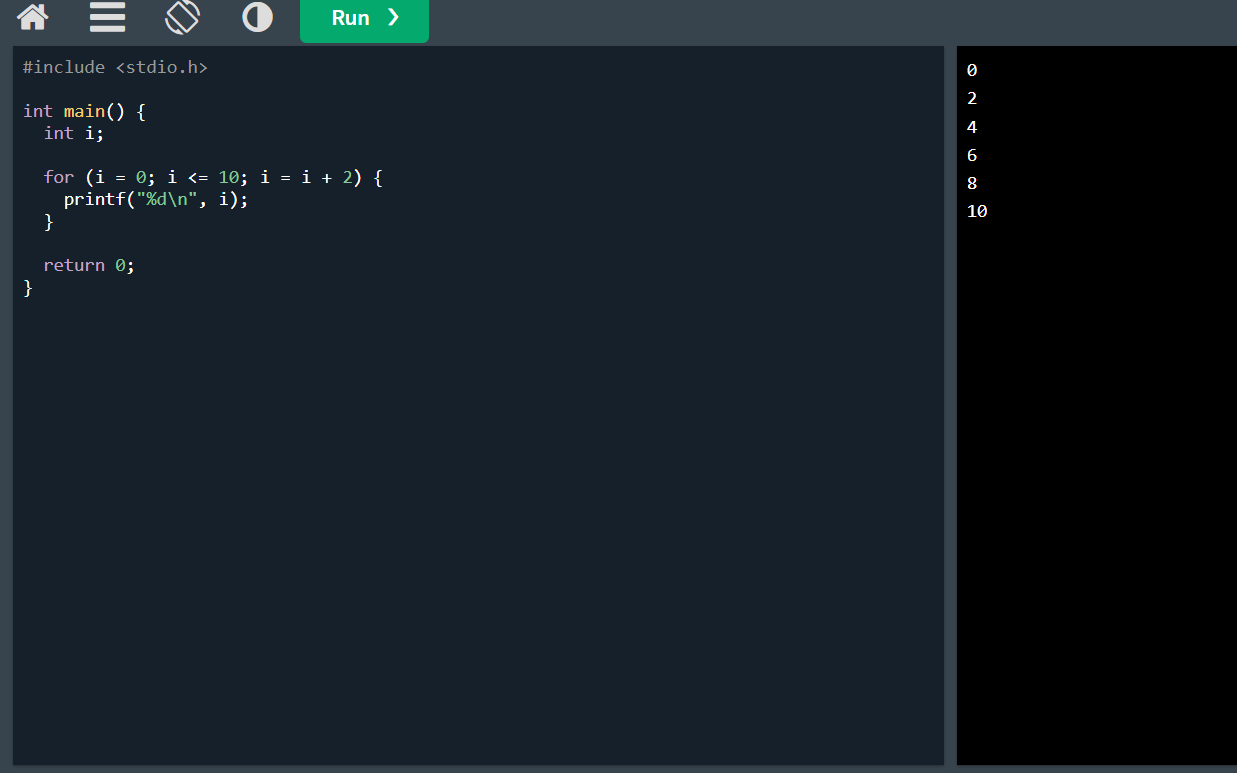 Run ❯
#include <stdio.h>

int main() {
  int i;

  for (i = 0; i <= 10; i = i + 2) {
    printf("%d\n", i);
  }

  return 0;
}
0
2
4
6
8
10